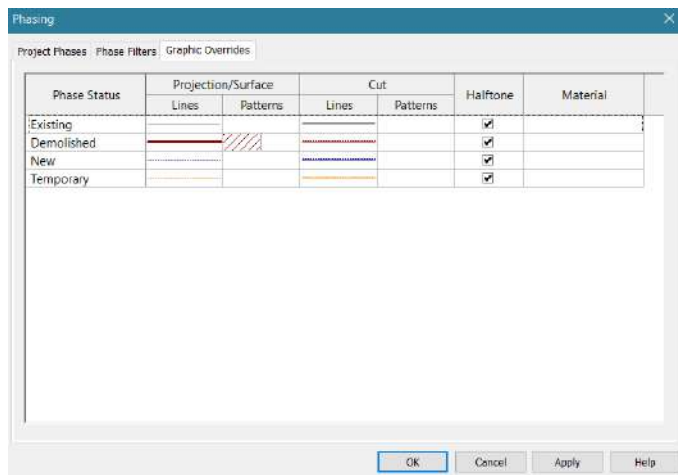 Phasing
Project Phases Phase Filters Graphic Overrides
Phase Status Projection/Surface Cut Halftone Material
Lines Patterns Lines Patterns
Existing
Demolished
New
Temporary
OK Cancel Apply Help